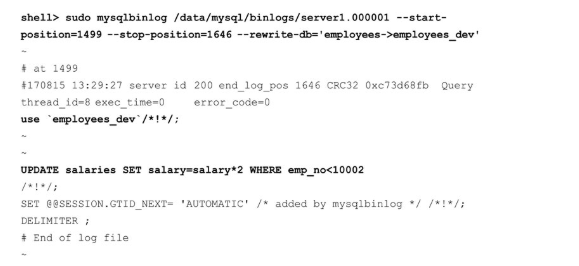 shell> sudo mysqlbinlog /data/mysql/binlogs/server1.000001 --start-
position=1499 --stop-position=1646 --rewrite-db='employees->employees_dev'
~
# at 1499
#170815 13:29:27 server id 200 end_log_pos 1646 CRC32 0xc73d68fb Query
thread_id=8 exec_time=0 error_code=0
use `employees_dev`/*!*/;
~
~
UPDATE salaries SET salary=salary*2 WHERE emp_no<10002
/*!*/;
SET @@SESSION.GTID_NEXT= 'AUTOMATIC' /* added by mysqlbinlog */ /*!*/;
DELIMITER ;
# End of log file
~